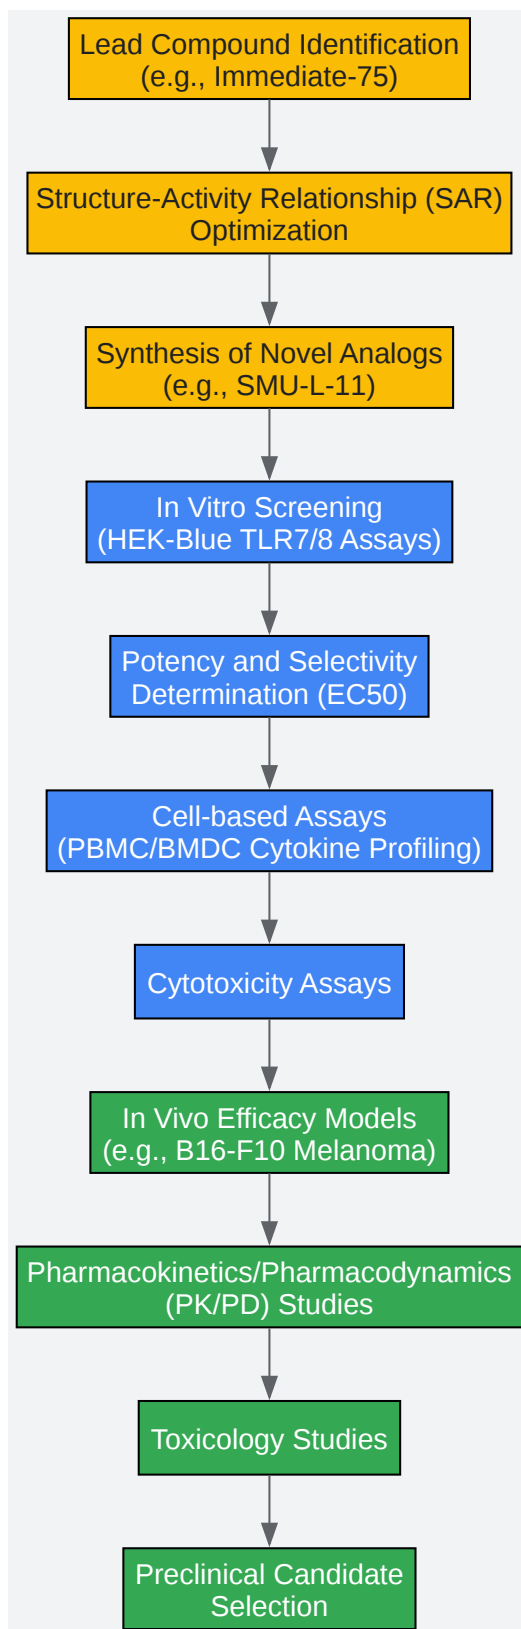 Lead Compound Identification
(e.g., Immediate-75)
Structure-Activity Relationship (SAR)
Optimization
Synthesis of Novel Analogs
(e.g., SMU-L-11)
In Vitro Screening
(HEK-Blue TLR7/8 Assays)
Potency and Selectivity
Determination (EC50)
Cell-based Assays
(PBMC/BMDC Cytokine Profiling)
Cytotoxicity Assays
In Vivo Efficacy Models
(e.g., B16-F10 Melanoma)
Pharmacokinetics/Pharmacodynamics
(PK/PD) Studies
Toxicology Studies
Preclinical Candidate
Selection